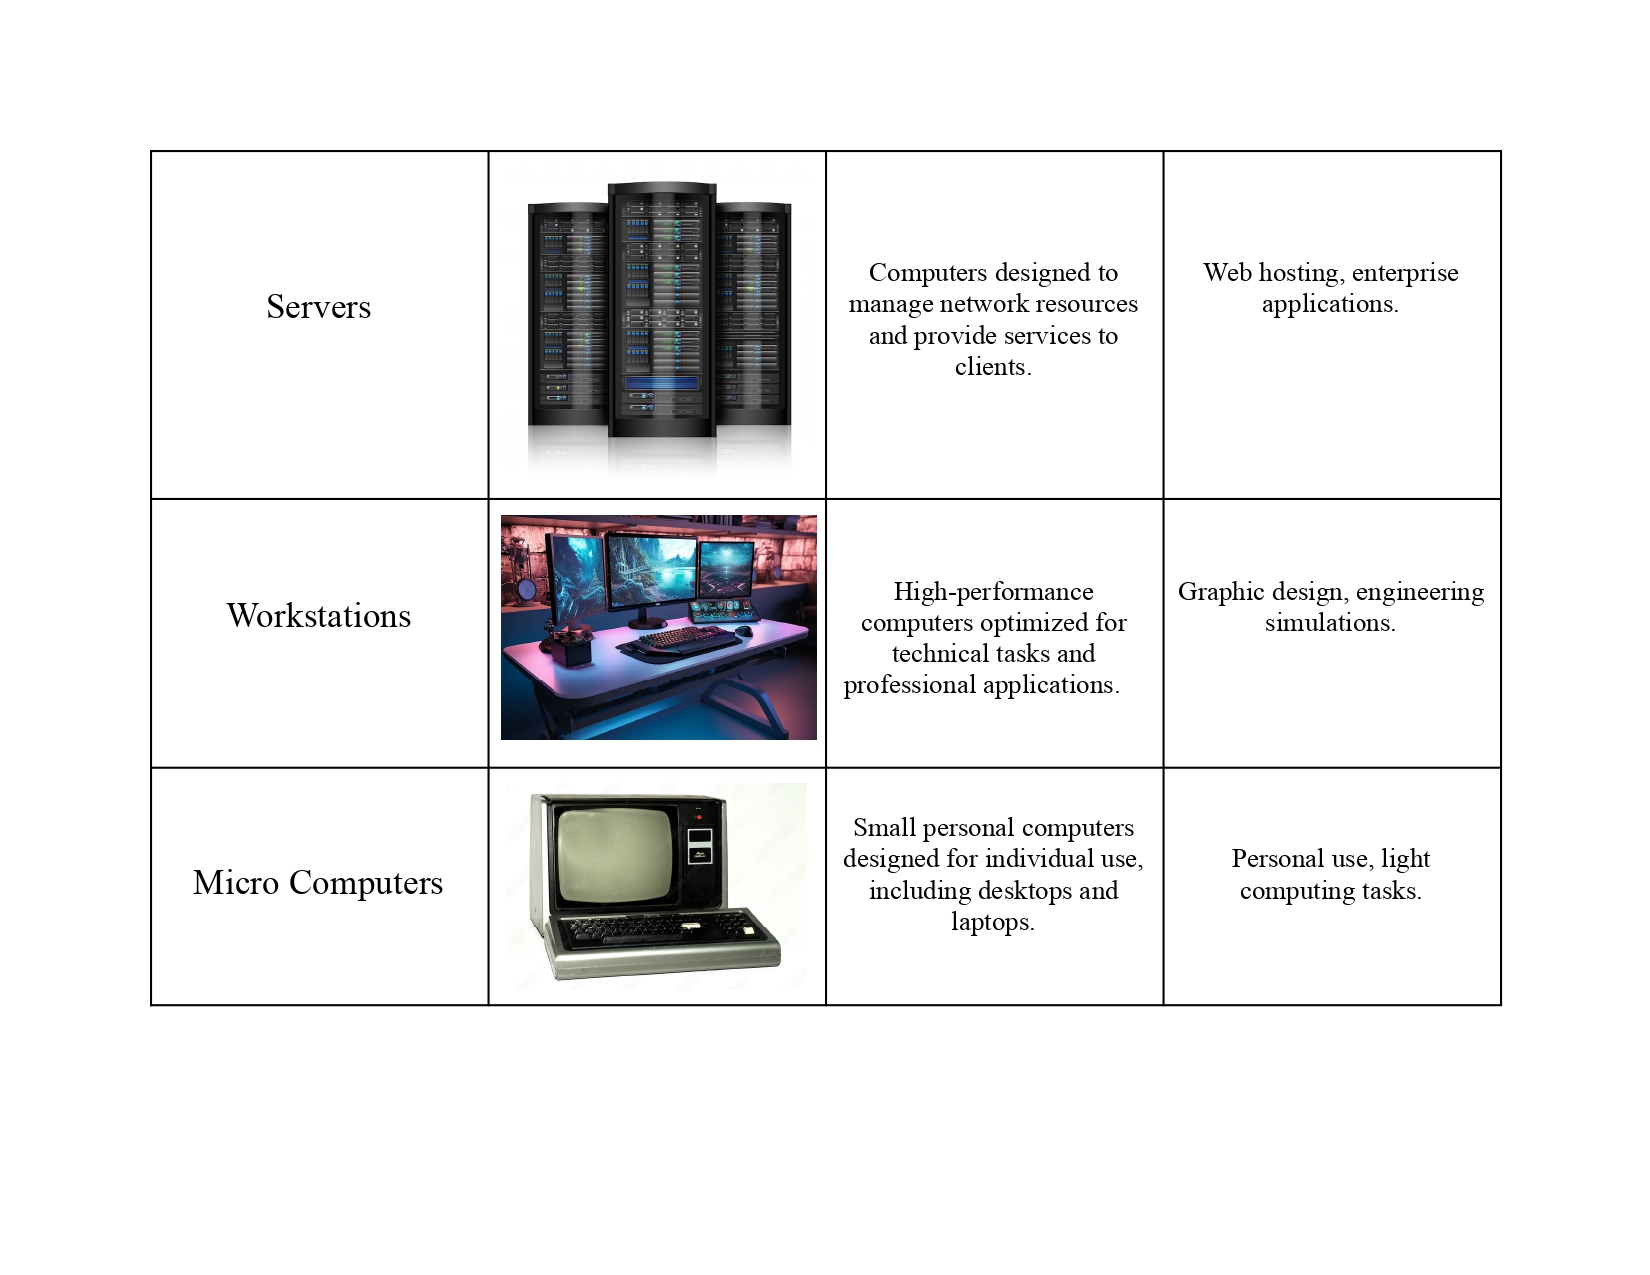 Servers
Computers designed to
manage network resources
and provide services to
clients.
Web hosting, enterprise
applications.
Workstations
High-performance
computers optimized for
technical tasks and
professional applications.
Graphic design, engineering
simulations.
Micro Computers
Small personal computers
designed for individual use,
including desktops and
laptops.
Personal use, light
computing tasks.